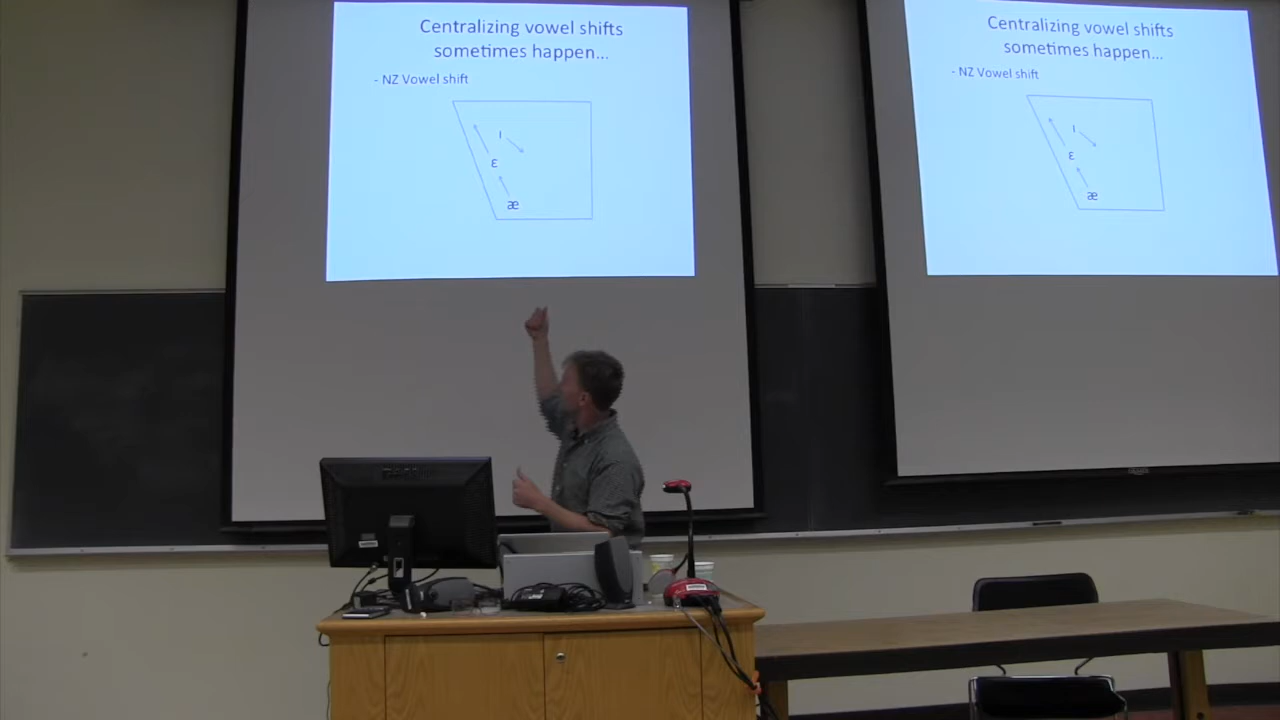 Centralizing vowel shifts
sometimes happen...
- NZ Vowel shift
ɪ
ɛ
æ
Centralizing vowel shifts
sometimes happen...
- NZ Vowel shift
ɪ
ɛ
æ